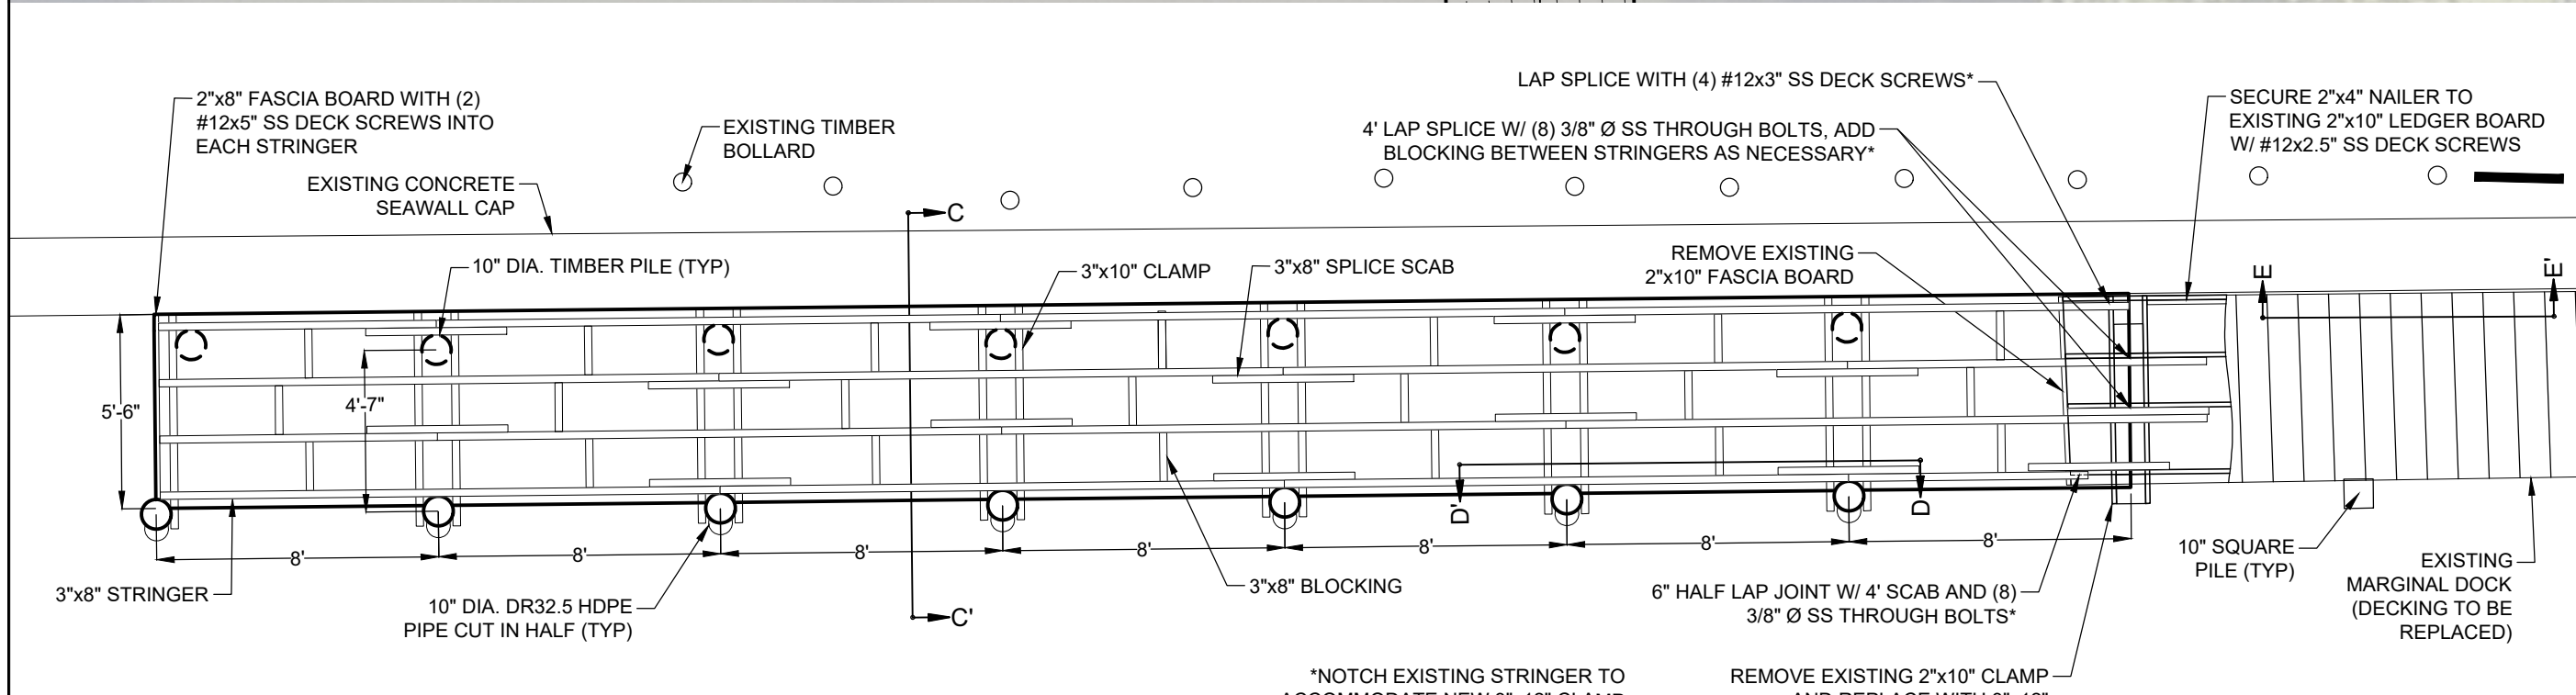 LAP SPLICE WITH (4) #12x3" SS DECK SCREWS*
2"x8" FASCIA BOARD WITH (2)
#12x5" SS DECK SCREWS INTO
EACH STRINGER
EXISTING TIMBER
BOLLARD
4' LAP SPLICE W/ (8) 3/8" Ø SS THROUGH BOLTS, ADD
BLOCKING BETWEEN STRINGERS AS NECESSARY*
SECURE 2"x4" NAILER TO
EXISTING 2"x10" LEDGER BOARD
W/ #12x2.5" SS DECK SCREWS
EXISTING CONCRETE
SEAWALL CAP
C
10" DIA. TIMBER PILE (TYP)
3"x10" CLAMP
3"x8" SPLICE SCAB
REMOVE EXISTING
2"x10" FASCIA BOARD
E
E'
5'-6"
4'-7"
D'
D
8'
8'
8'
8'
8'
8'
8'
3"x8" STRINGER
10" DIA. DR32.5 HDPE
PIPE CUT IN HALF (TYP)
C'
3"x8" BLOCKING
6" HALF LAP JOINT W/ 4' SCAB AND (8)
3/8" Ø SS THROUGH BOLTS*
10" SQUARE
PILE (TYP)
EXISTING
MARGINAL DOCK
(DECKING TO BE
REPLACED)
*NOTCH EXISTING STRINGER TO
REMOVE EXISTING 2"x10" CLAMP